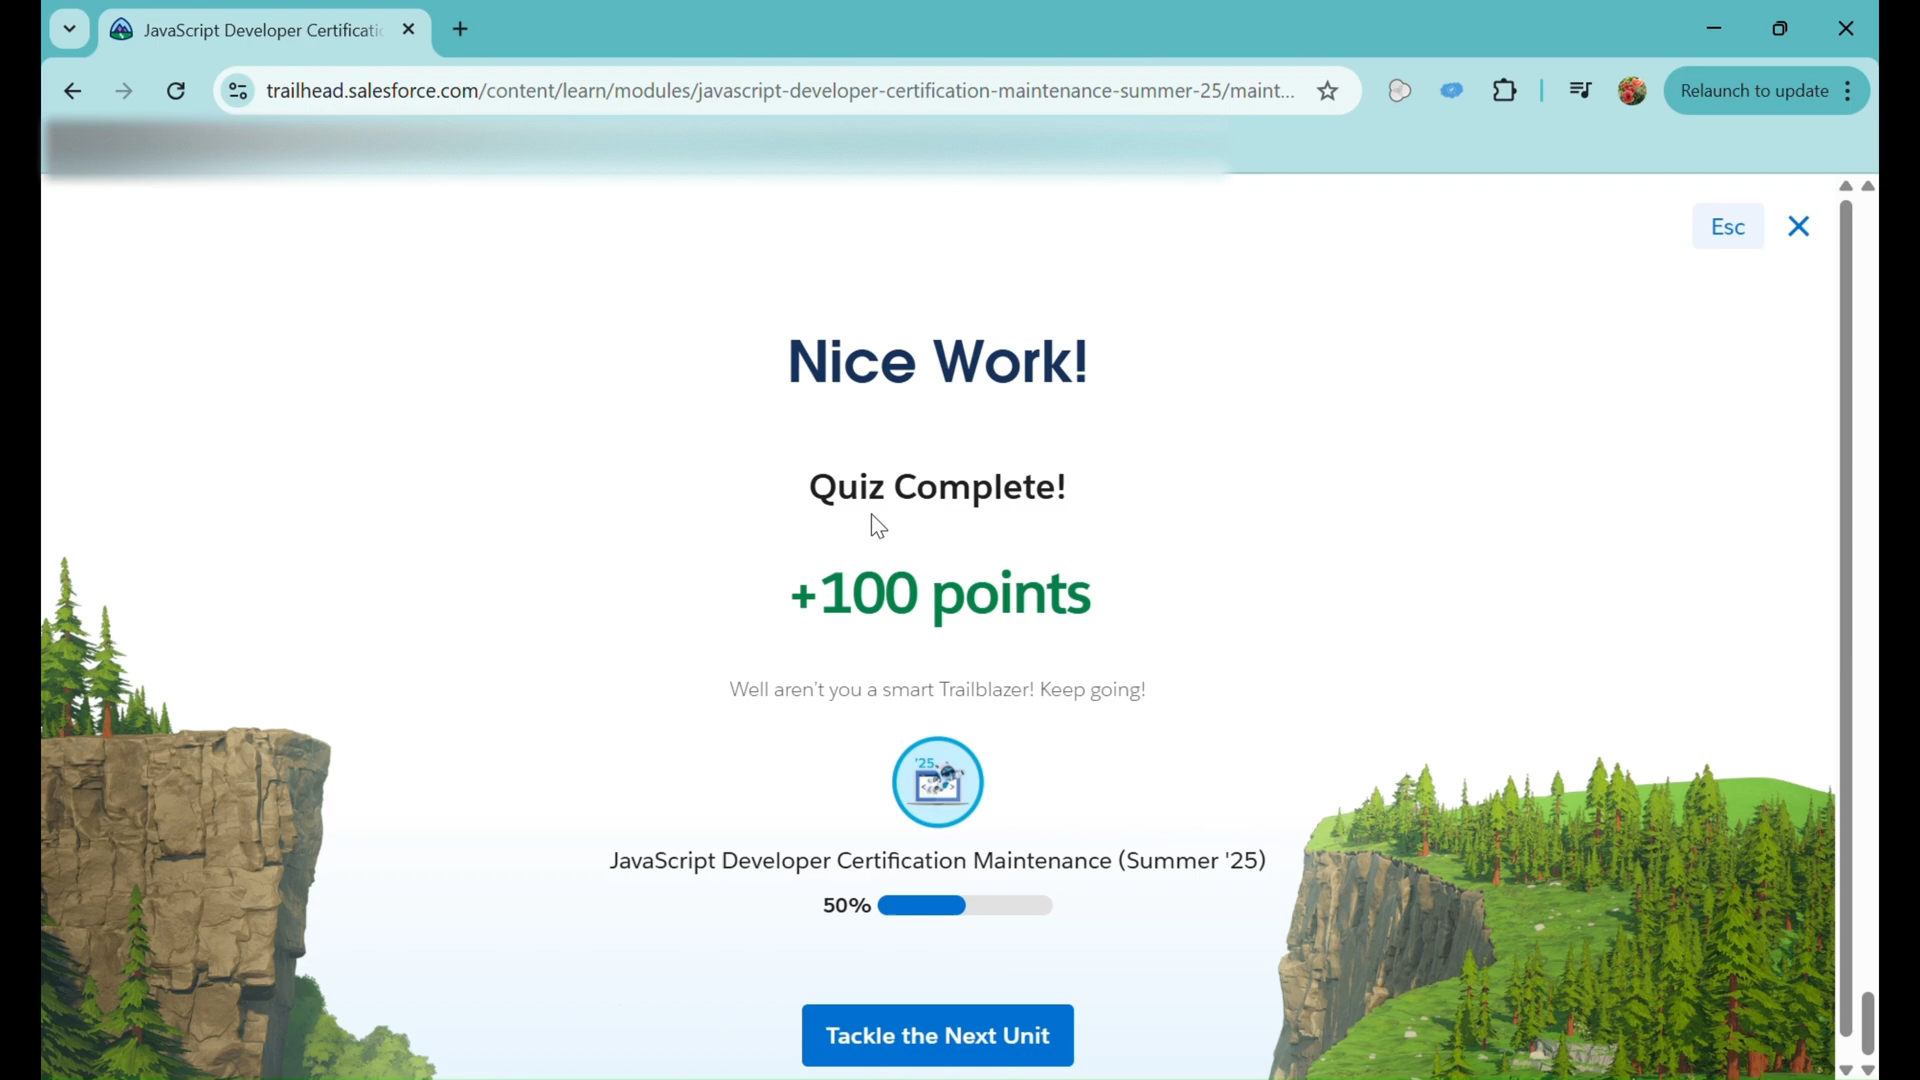 JavaScript Developer Certificati
trailhead.salesforce.com/content/learn/modules/javascript-developer-certification-maintenance-summer-25/maint...
Relaunch to update
Esc
Nice Work!
Quiz Complete!
+100 points
Well aren't you a smart Trailblazer! Keep going!
'25
JavaScript Developer Certification Maintenance (Summer '25)
50%
Tackle the Next Unit